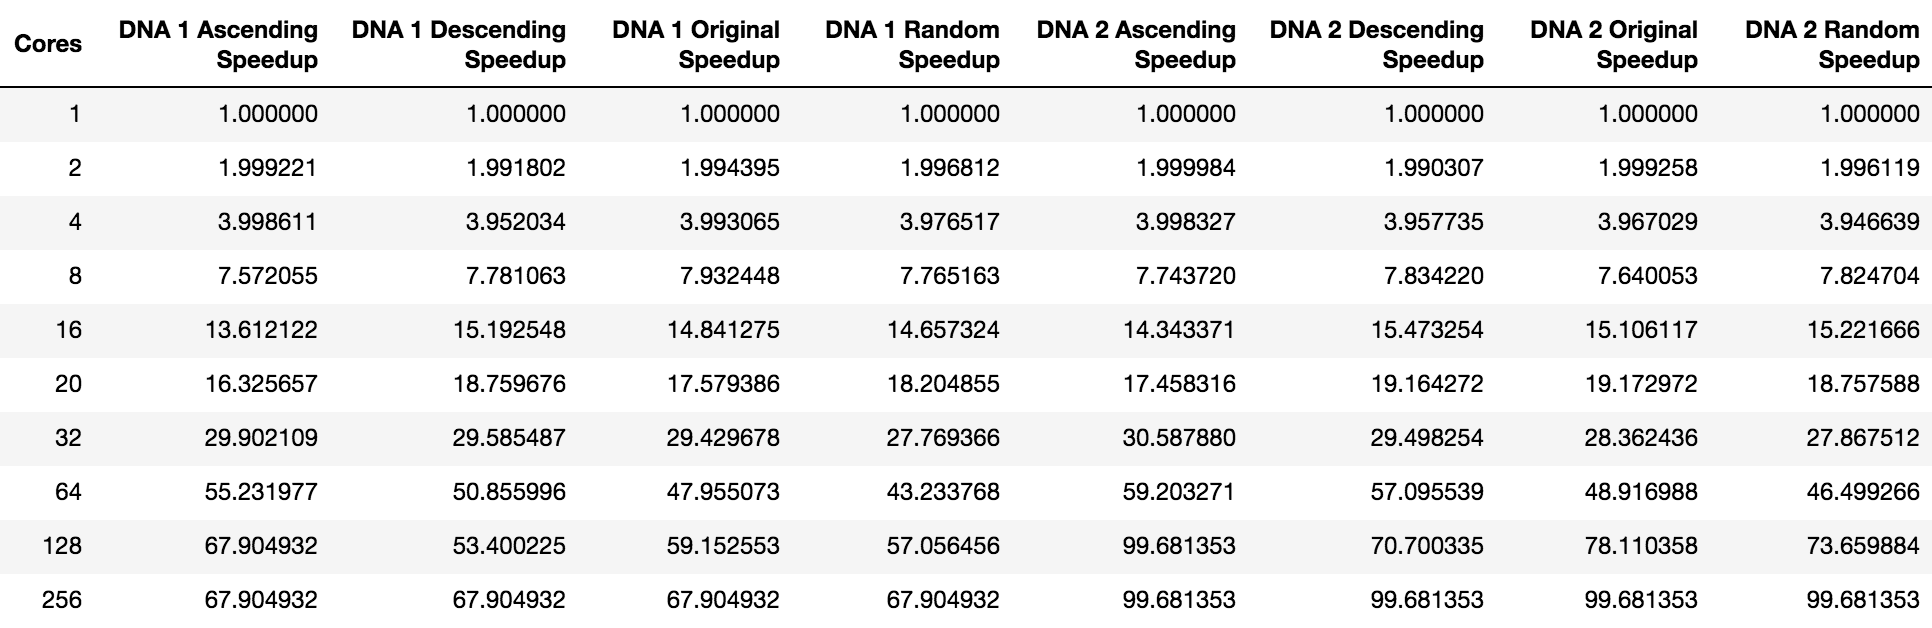 Cores DNA 1 Ascending Speedup DNA 1 Descending Speedup DNA 1 Original Speedup DNA 1 Random Speedup DNA 2 Ascending Speedup DNA 2 Descending Speedup DNA 2 Original Speedup DNA 2 Random Speedup
1 1.000000 1.000000 1.000000 1.000000 1.000000 1.000000 1.000000 1.000000
2 1.999221 1.991802 1.994395 1.996812 1.999984 1.990307 1.999258 1.996119
4 3.998611 3.952034 3.993065 3.976517 3.998327 3.957735 3.967029 3.946639
8 7.572055 7.781063 7.932448 7.765163 7.743720 7.834220 7.640053 7.824704
16 13.612122 15.192548 14.841275 14.657324 14.343371 15.473254 15.106117 15.221666
20 16.325657 18.759676 17.579386 18.204855 17.458316 19.164272 19.172972 18.757588
32 29.902109 29.585487 29.429678 27.769366 30.587880 29.498254 28.362436 27.867512
64 55.231977 50.855996 47.955073 43.233768 59.203271 57.095539 48.916988 46.499266
128 67.904932 53.400225 59.152553 57.056456 99.681353 70.700335 78.110358 73.659884
256 67.904932 67.904932 67.904932 67.904932 99.681353 99.681353 99.681353 99.681353